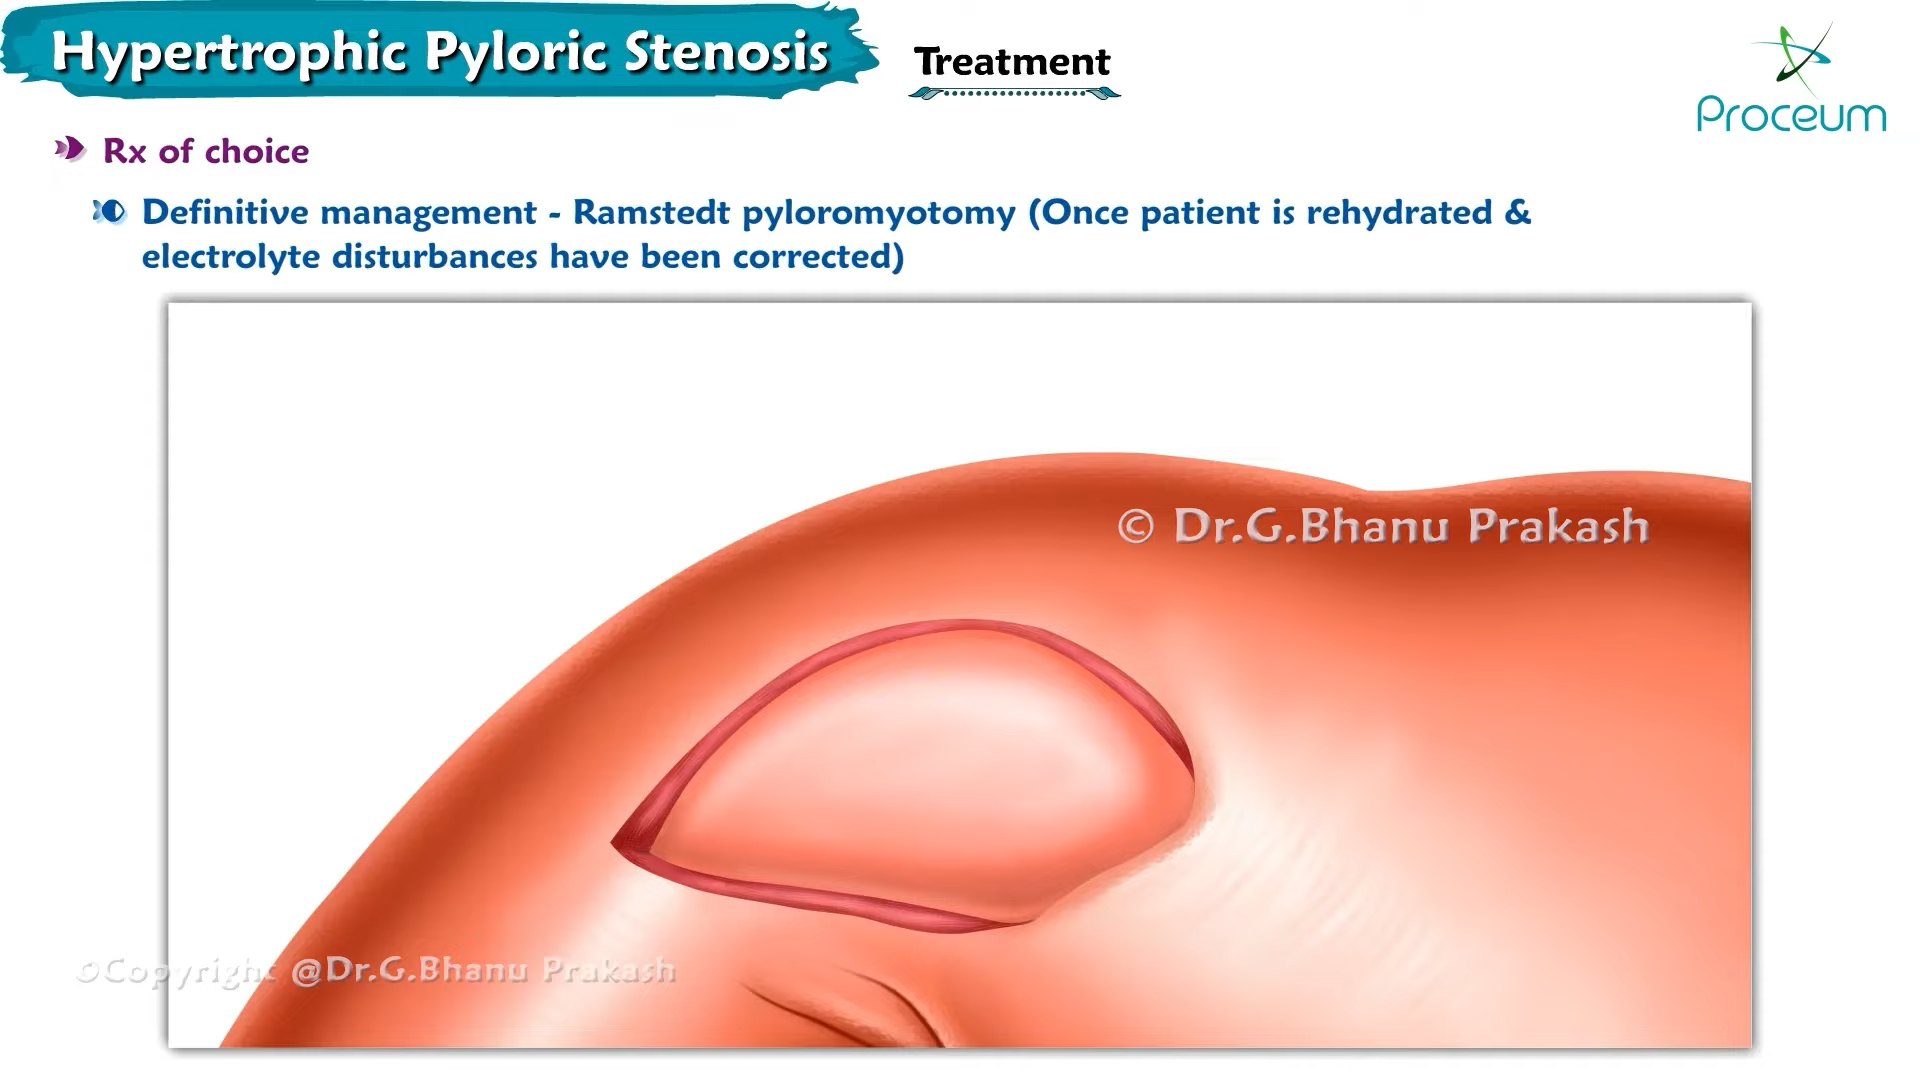 Hypertrophic Pyloric Stenosis
Treatment
Proceum
Rx of choice
Definitive management - Ramstedt pyloromyotomy (Once patient is rehydrated &
electrolyte disturbances have been corrected)
© Dr.G.Bhanu Prakash
©Copyright @Dr.G.Bhanu Prakash